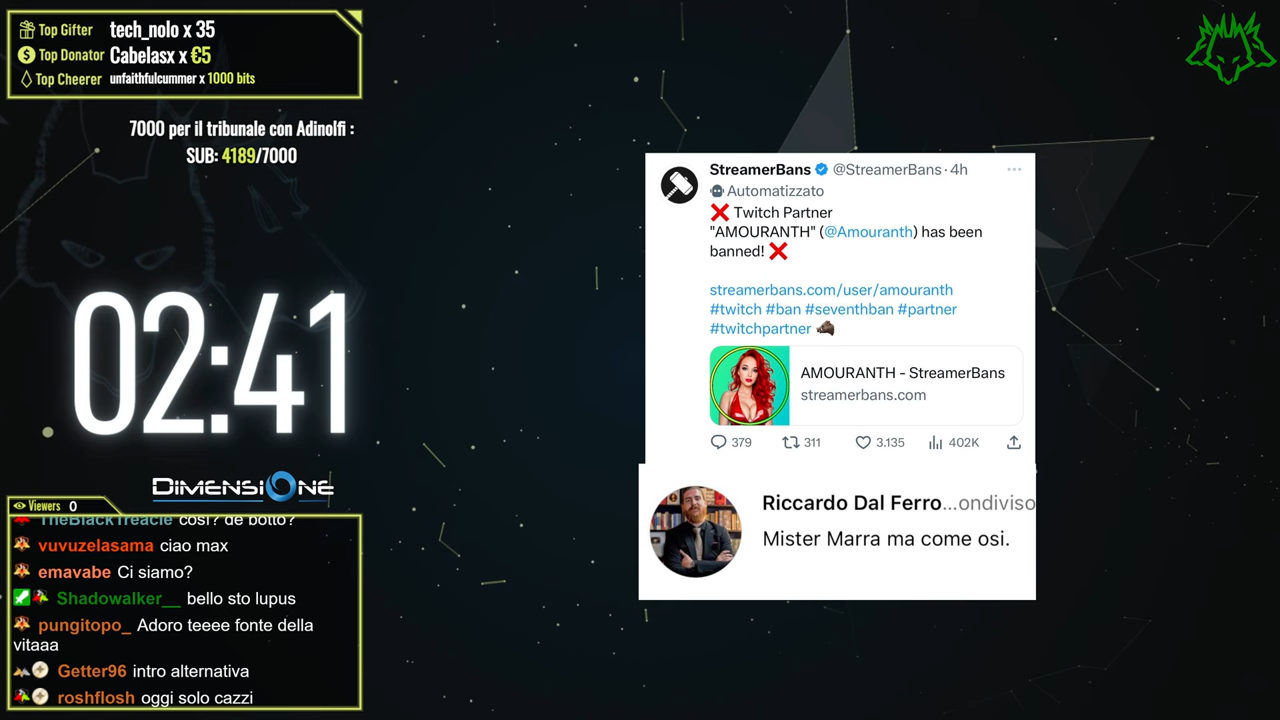 Top Gifter tech_nolo x 35
Top Donator Cabelasx x €5
Top Cheerer unfaithfulcummer x 1000 bits
7000 per il tribunale con Adinolfi :
SUB: 4189/7000
02:41
DIMENSIONE
Viewers 0
TheBlackTreacle così? de botto?
vuvuzelasama ciao max
emavabe Ci siamo?
Shadowalker__ bello sto lupus
pungitopo_ Adoro teeee fonte della
vitaaa
Getter96 intro alternativa
roshflosh oggi solo cazzi
StreamerBans @StreamerBans · 4h
Automatizzato
❌ Twitch Partner
"AMOURANTH" (@Amouranth) has been
banned! ❌
streamerbans.com/user/amouranth
#twitch #ban #seventhban #partner
#twitchpartner
AMOURANTH - StreamerBans
streamerbans.com
379 311 3.135 402K
Riccardo Dal Ferro...ondiviso
Mister Marra ma come osi.